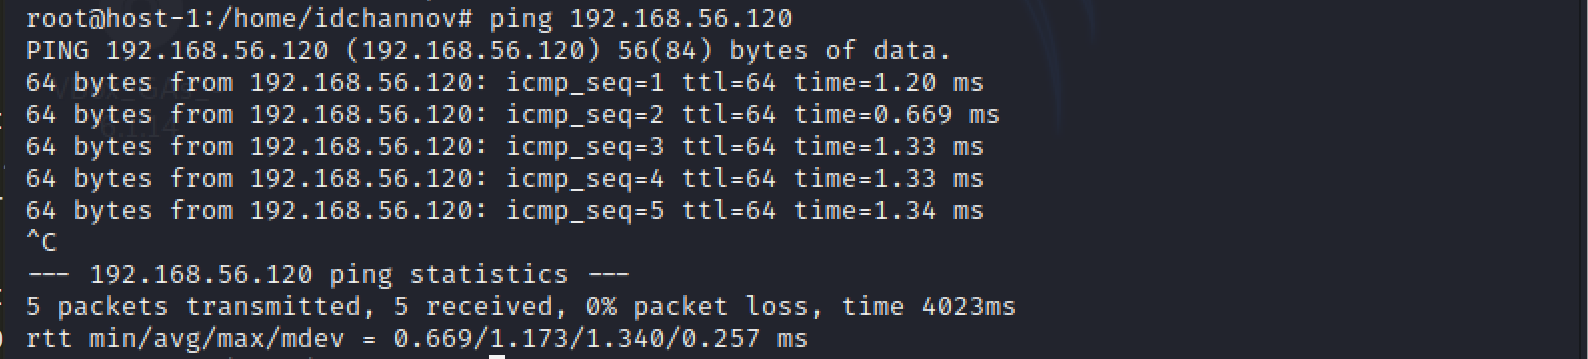 root@host-1:/home/idchannov# ping 192.168.56.120
PING 192.168.56.120 (192.168.56.120) 56(84) bytes of data.
64 bytes from 192.168.56.120: icmp_seq=1 ttl=64 time=1.20 ms
64 bytes from 192.168.56.120: icmp_seq=2 ttl=64 time=0.669 ms
64 bytes from 192.168.56.120: icmp_seq=3 ttl=64 time=1.33 ms
64 bytes from 192.168.56.120: icmp_seq=4 ttl=64 time=1.33 ms
64 bytes from 192.168.56.120: icmp_seq=5 ttl=64 time=1.34 ms
^C
--- 192.168.56.120 ping statistics ---
5 packets transmitted, 5 received, 0% packet loss, time 4023ms
rtt min/avg/max/mdev = 0.669/1.173/1.340/0.257 ms